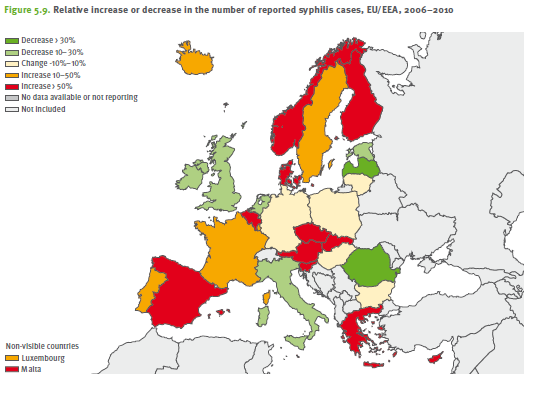 Figure 5.9. Relative increase or decrease in the number of reported syphilis cases, EU/EEA, 2006–2010
Decrease > 30%
Decrease 10–30%
Change -10%–10%
Increase 10–50%
Increase > 50%
No data available or not reporting
Not included
Non-visible countries
Luxembourg
Malta